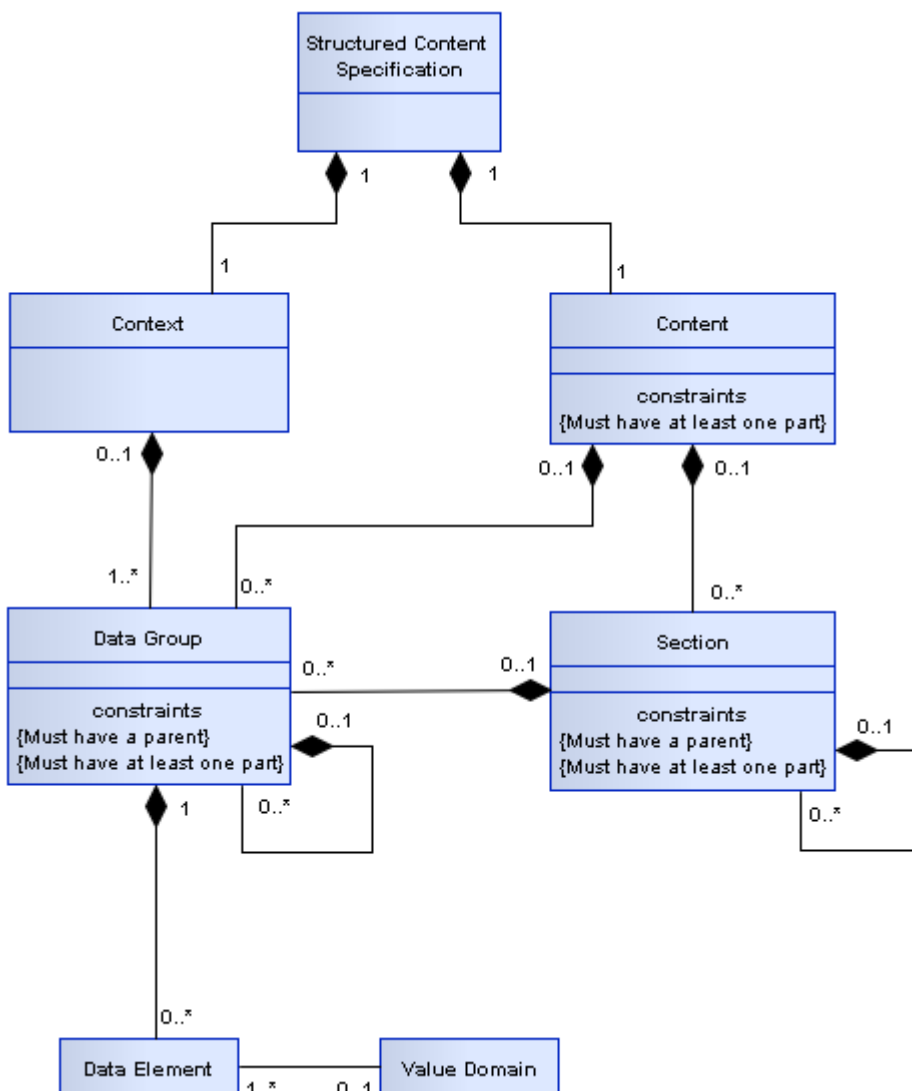 Structured Content
Specification
1
1
1
1
Context
Content
constraints
{Must have at least one part}
0..1
0..1
0..1
1..*
0..*
0..*
Data Group
Section
0..*
0..1
constraints
{Must have a parent}
{Must have at least one part}
constraints
{Must have a parent}
{Must have at least one part}
0..1
0..1
1
0..*
0..*
0..*
Data Element
Value Domain
1..*
0..1